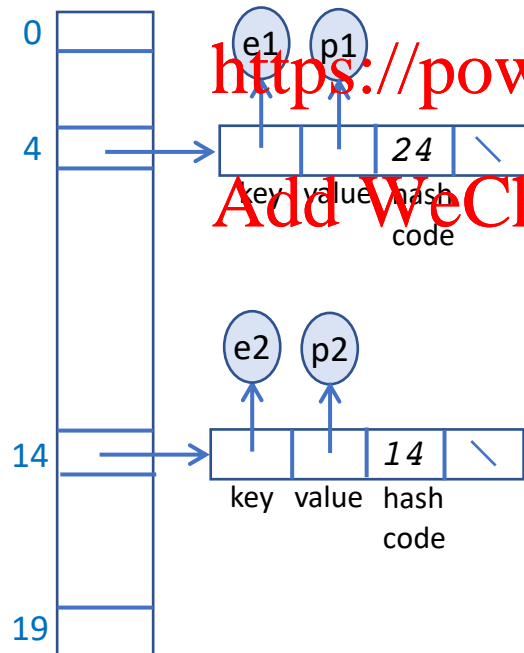 0
e1 p1
https://pow
4
24
key value hash
code
Add WeCh
e2 p2
14
14
key value hash
code
19